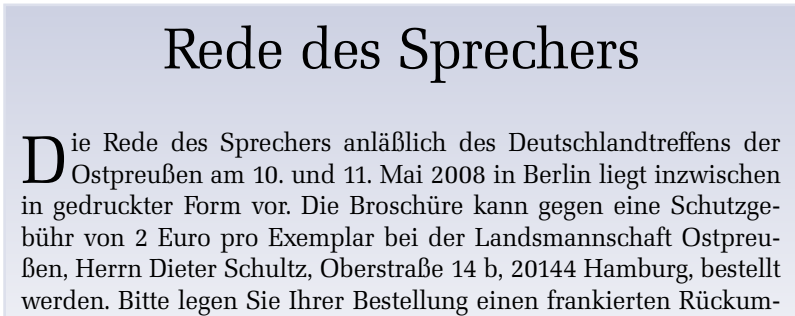 Rede des Sprechers
Die Rede des Sprechers anläßlich des Deutschlandtreffens der
Ostpreußen am 10. und 11. Mai 2008 in Berlin liegt inzwischen
in gedruckter Form vor. Die Broschüre kann gegen eine Schutzge-
bühr von 2 Euro pro Exemplar bei der Landsmannschaft Ostpreu-
ßen, Herrn Dieter Schultz, Oberstraße 14 b, 20144 Hamburg, bestellt
werden. Bitte legen Sie Ihrer Bestellung einen frankierten Rückum-